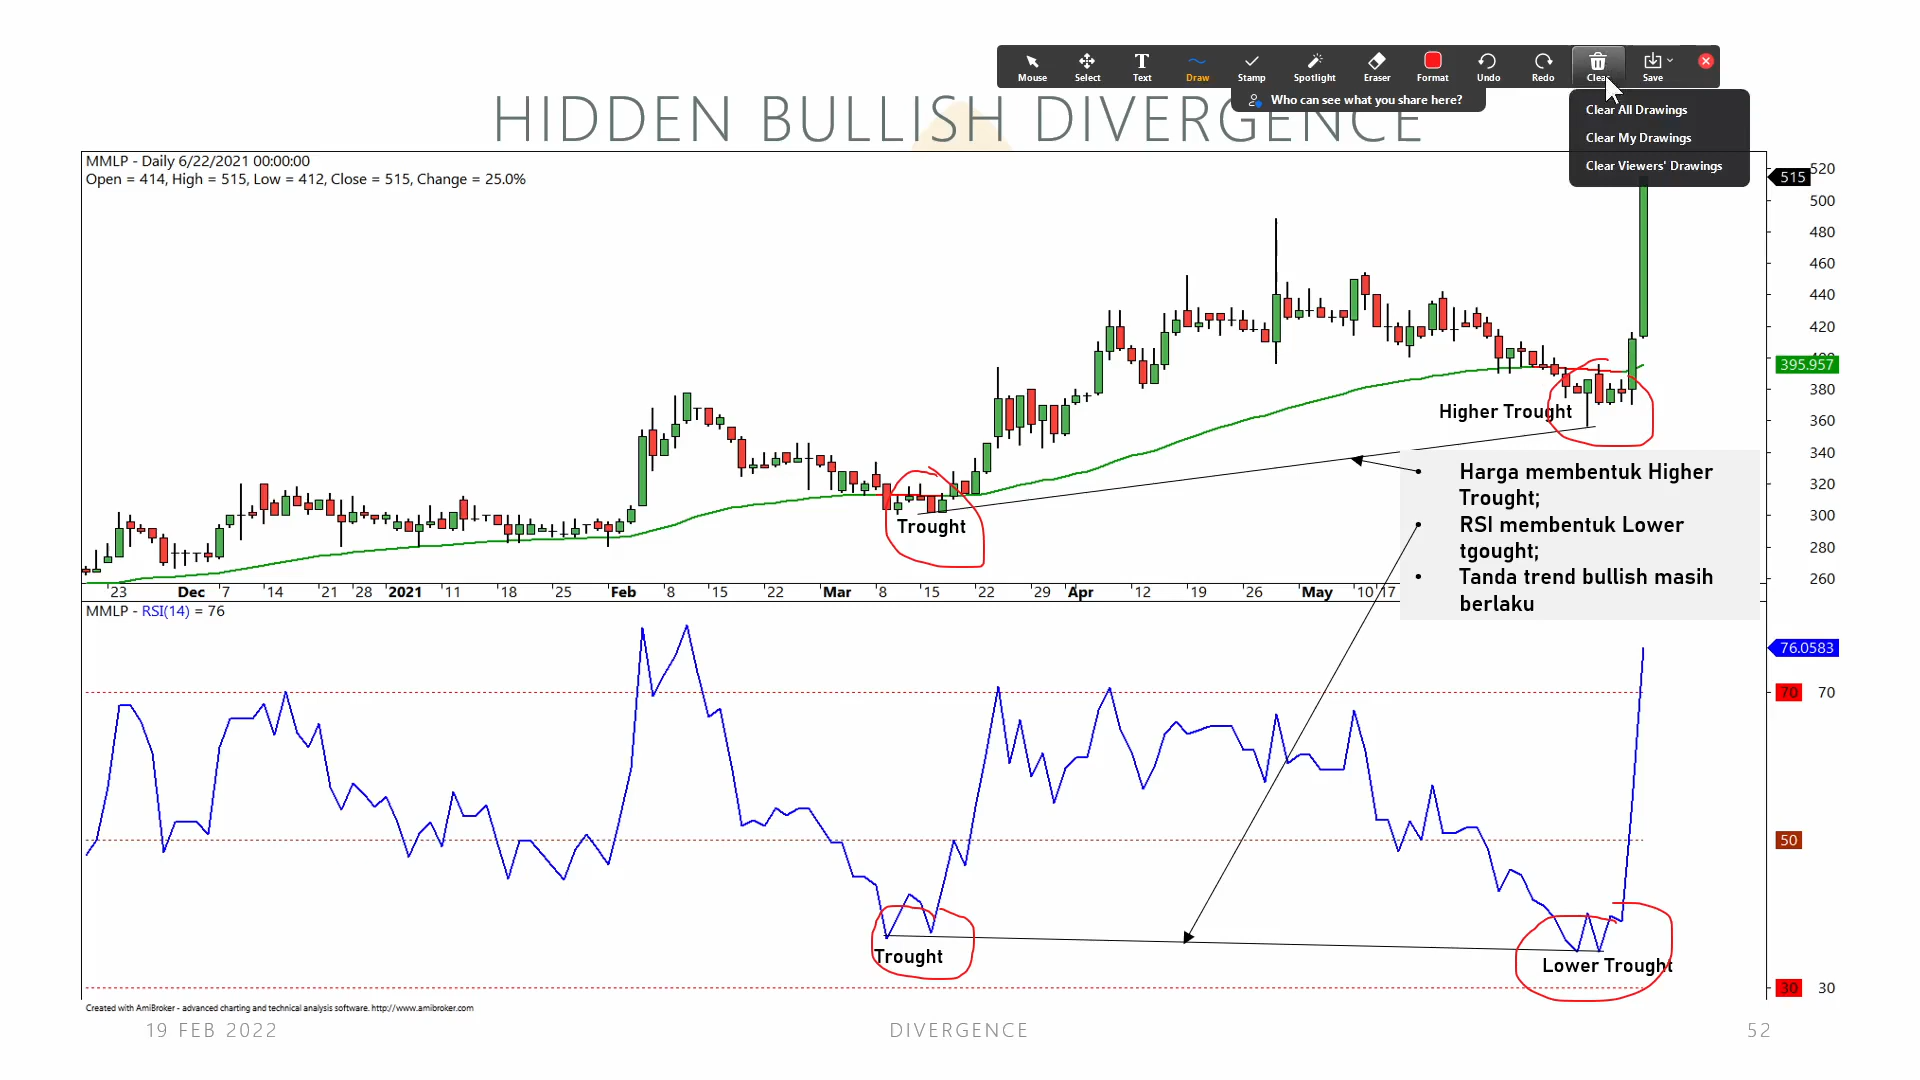 Mouse Select Text Draw Stamp Spotlight Eraser Format Undo Redo Clear Save
Who can see what you share here?
Clear All Drawings
Clear My Drawings
Clear Viewers' Drawings
HIDDEN BULLISH DIVERGENCE
MMLP - Daily 6/22/2021 00:00:00
Open = 414, High = 515, Low = 412, Close = 515, Change = 25.0%
520
515
500
480
460
440
420
395.957
380
360
340
320
300
280
260
Higher Trought
Trought
Harga membentuk Higher
Trought;
RSI membentuk Lower
tgought;
Tanda trend bullish masih
berlaku
23 Dec 7 14 21 28 2021 11 18 25 Feb 8 15 22 Mar 8 15 22 29 Apr 12 19 26 May 10 17
MMLP - RSI(14) = 76
76.0583
70 70
50
30 30
Trought
Lower Trought
Created with AmiBroker - advanced charting and technical analysis software. http://www.amibroker.com
19 FEB 2022 DIVERGENCE 52